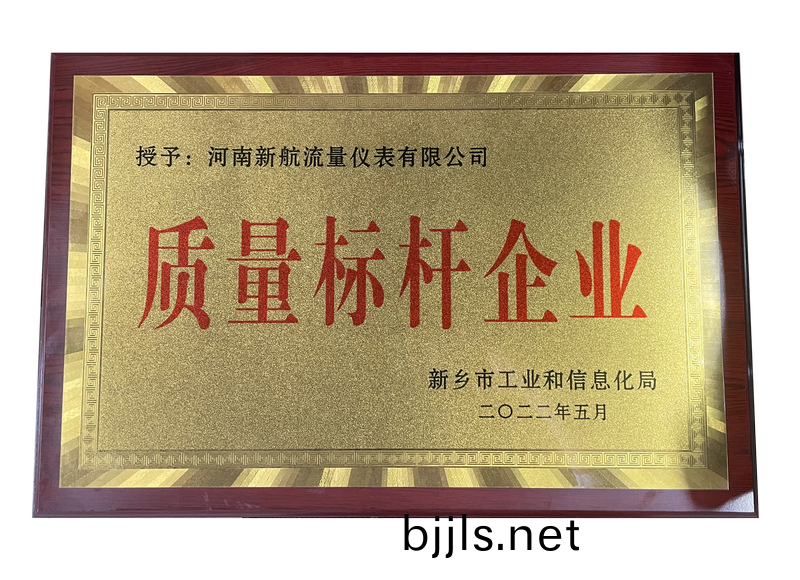 授予：河南新航流量仪表有限公司
质量标杆企业
新乡市工业和信息化局
二〇二二年五月
bjjls.net